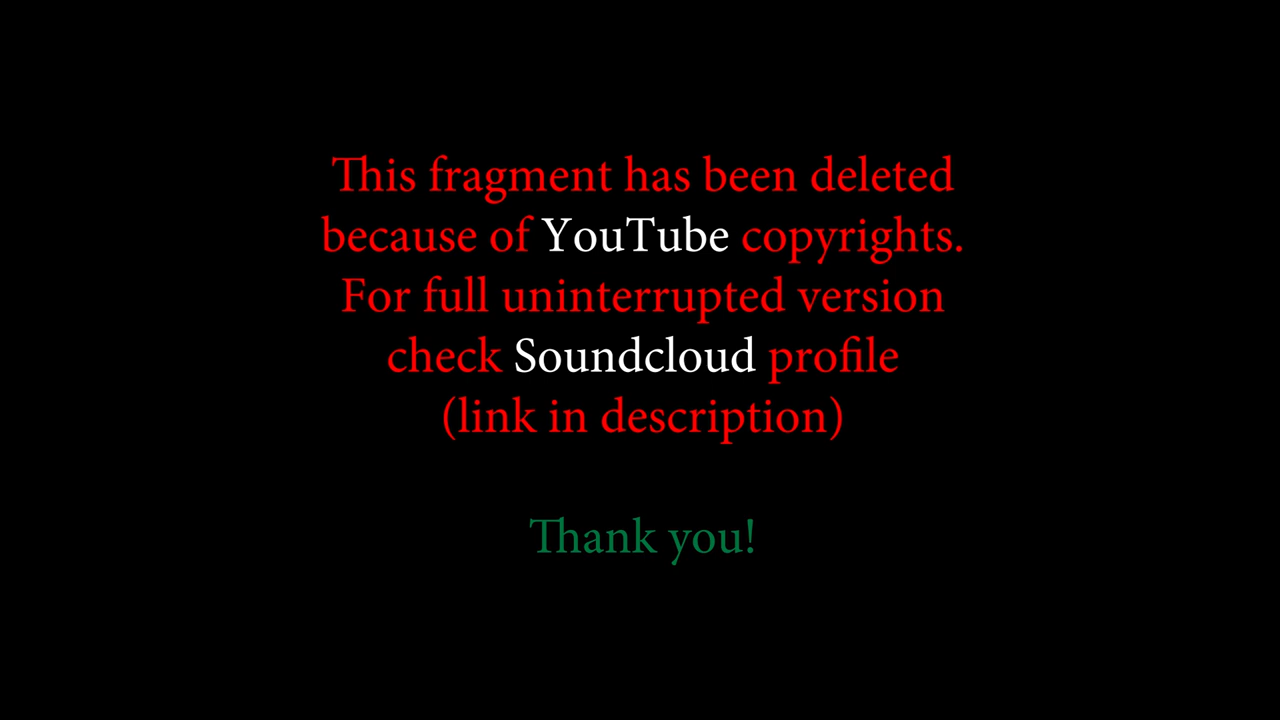 This fragment has been deleted
because of YouTube copyrights.
For full uninterrupted version
check Soundcloud profile
(link in description)
Thank you!